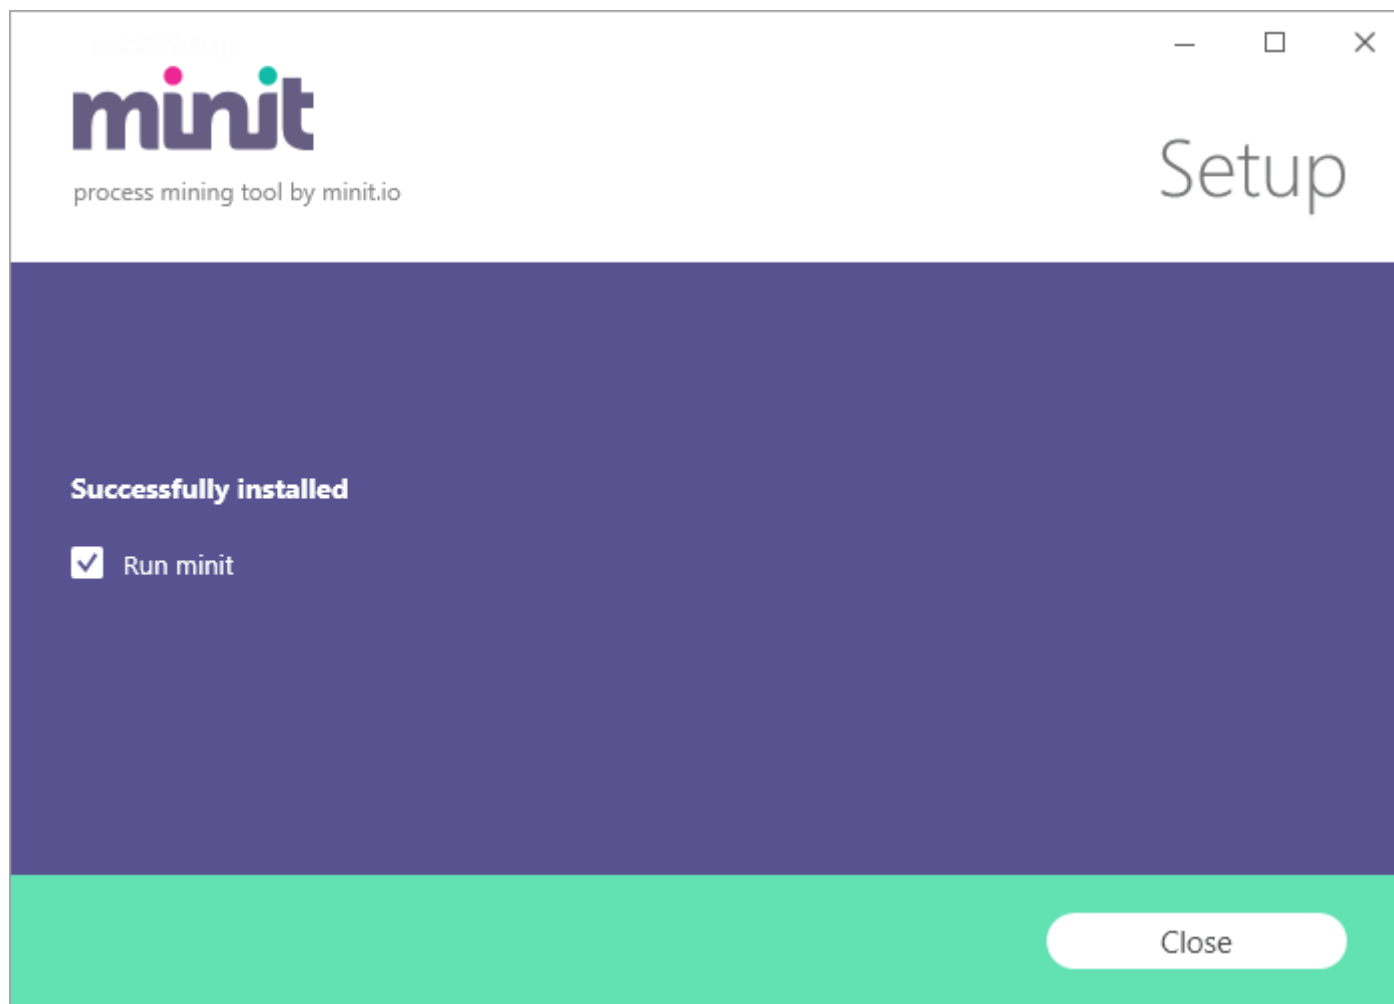 minit
Setup
process mining tool by minit.io
Successfully installed
Run minit
Close